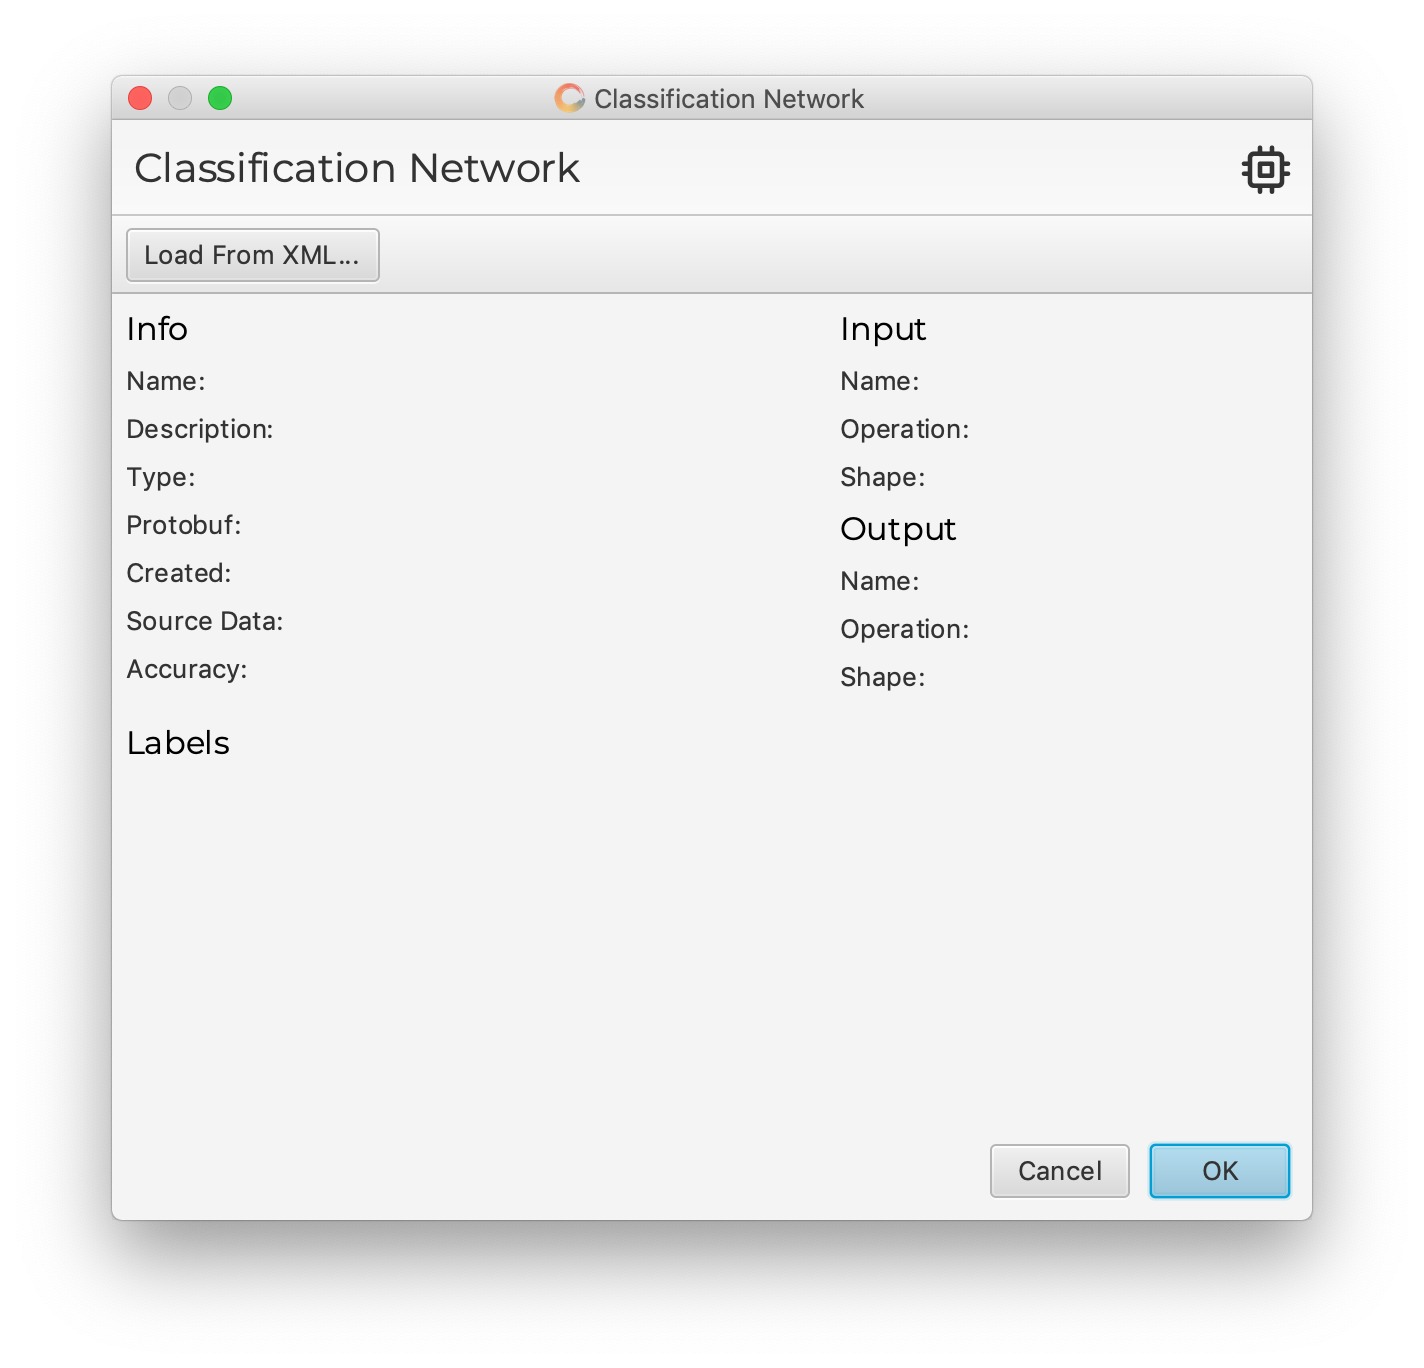 Classification Network
Classification Network
Load From XML...
Info
Name:
Description:
Type:
Protobuf:
Created:
Source Data:
Accuracy:
Labels
Input
Name:
Operation:
Shape:
Output
Name:
Operation:
Shape:
Cancel
OK